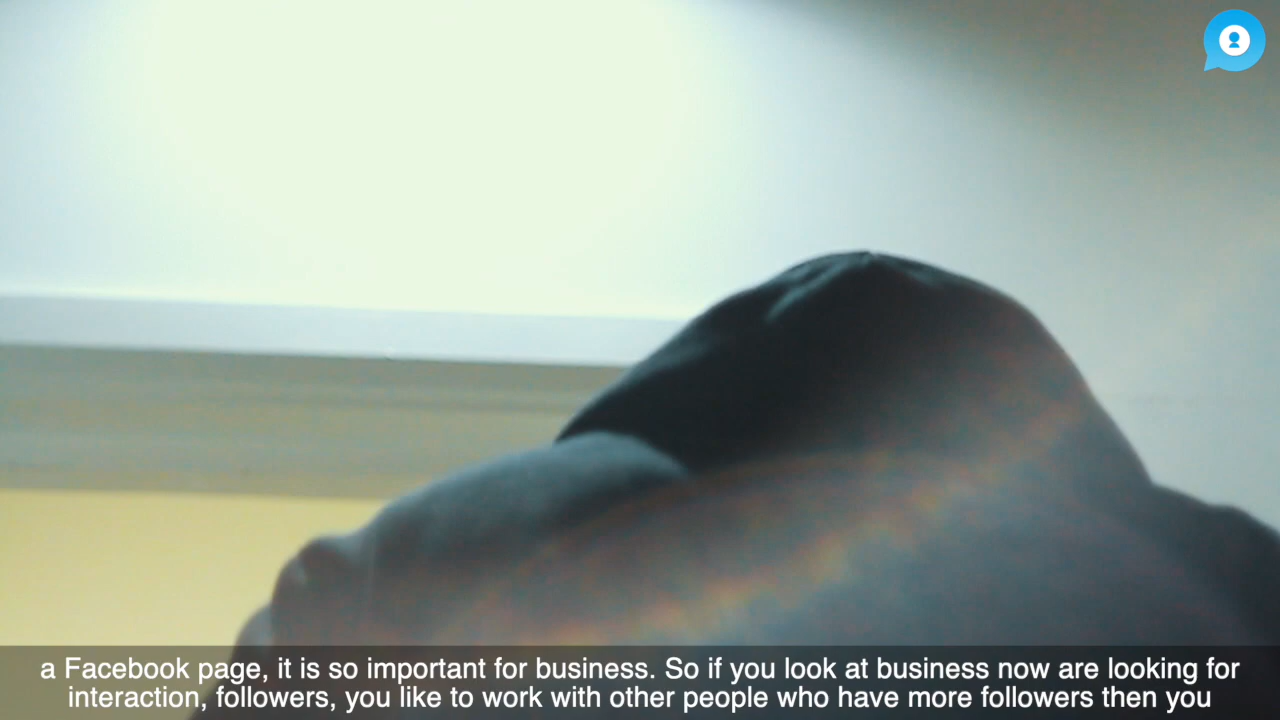 a Facebook page, it is so important for business. So if you look at business now are looking for
interaction, followers, you like to work with other people who have more followers then you